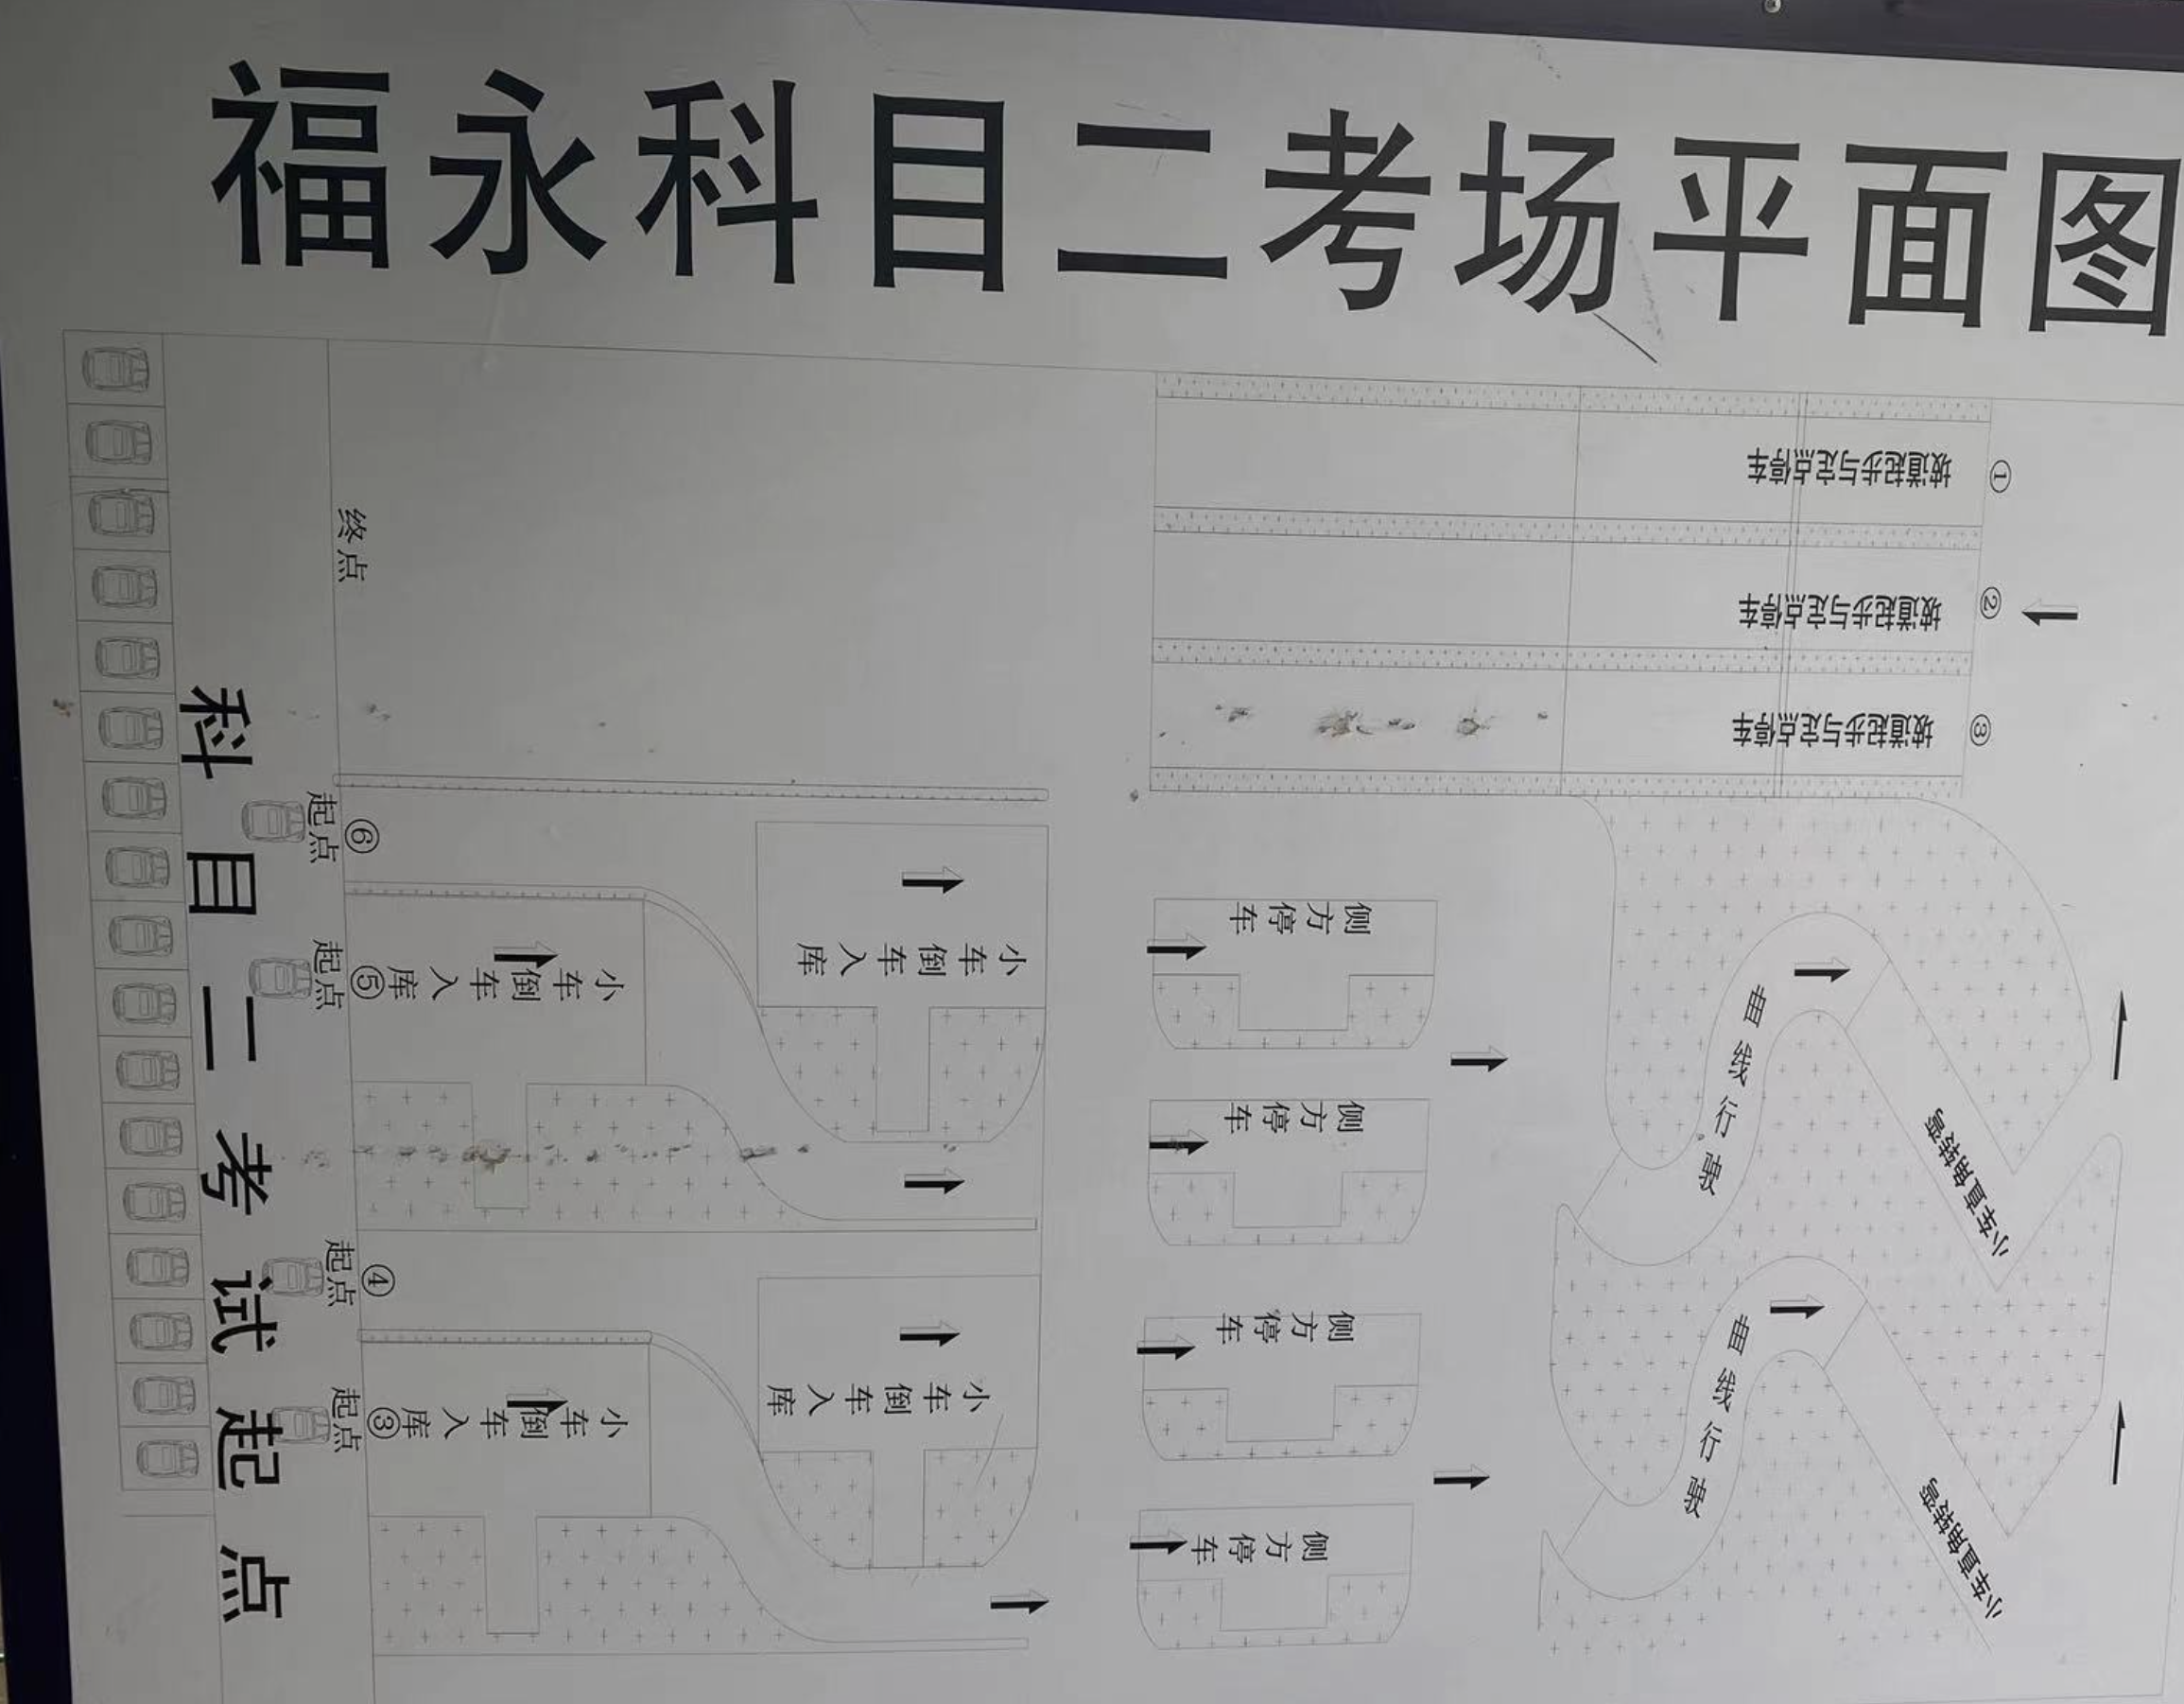 福永科目二考场平面图
坡道起步与定点停车
①
坡道起步与定点停车
②
坡道起步与定点停车
③
终点
科目二考试起点
起点
⑥
起点
⑤
起点
④
起点
③
小车倒车入库
小车倒车入库
小车倒车入库
小车倒车入库
侧方停车
侧方停车
侧方停车
侧方停车
曲线行驶
曲线行驶
小车直角转弯
小车直角转弯